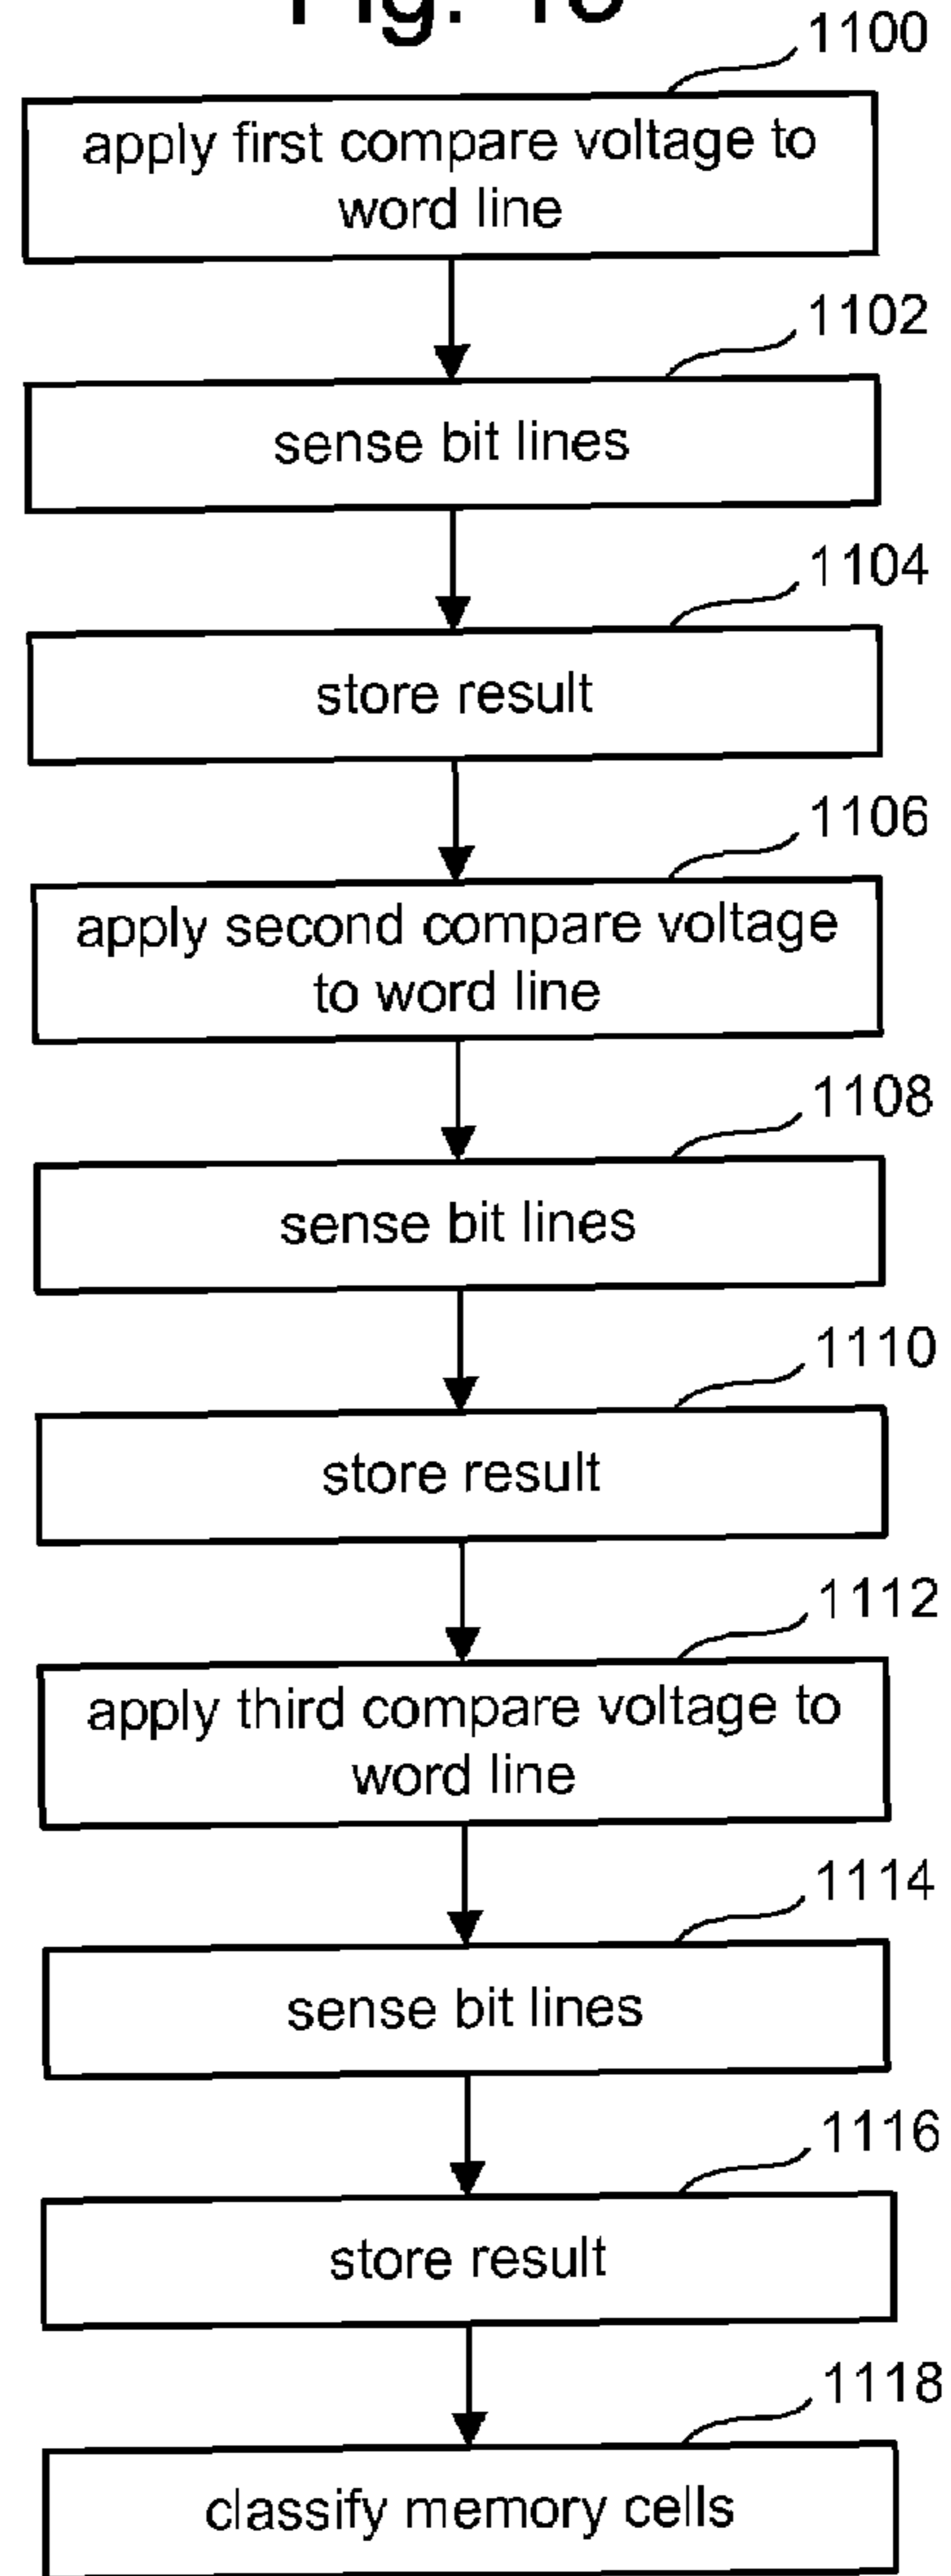 1100
apply first compare voltage to
word line
1102
sense bit lines
1104
store result
1106
apply second compare voltage
to word line
1108
sense bit lines
1110
store result
1112
apply third compare voltage to
word line
1114
sense bit lines
1116
store result
1118
classify memory cells